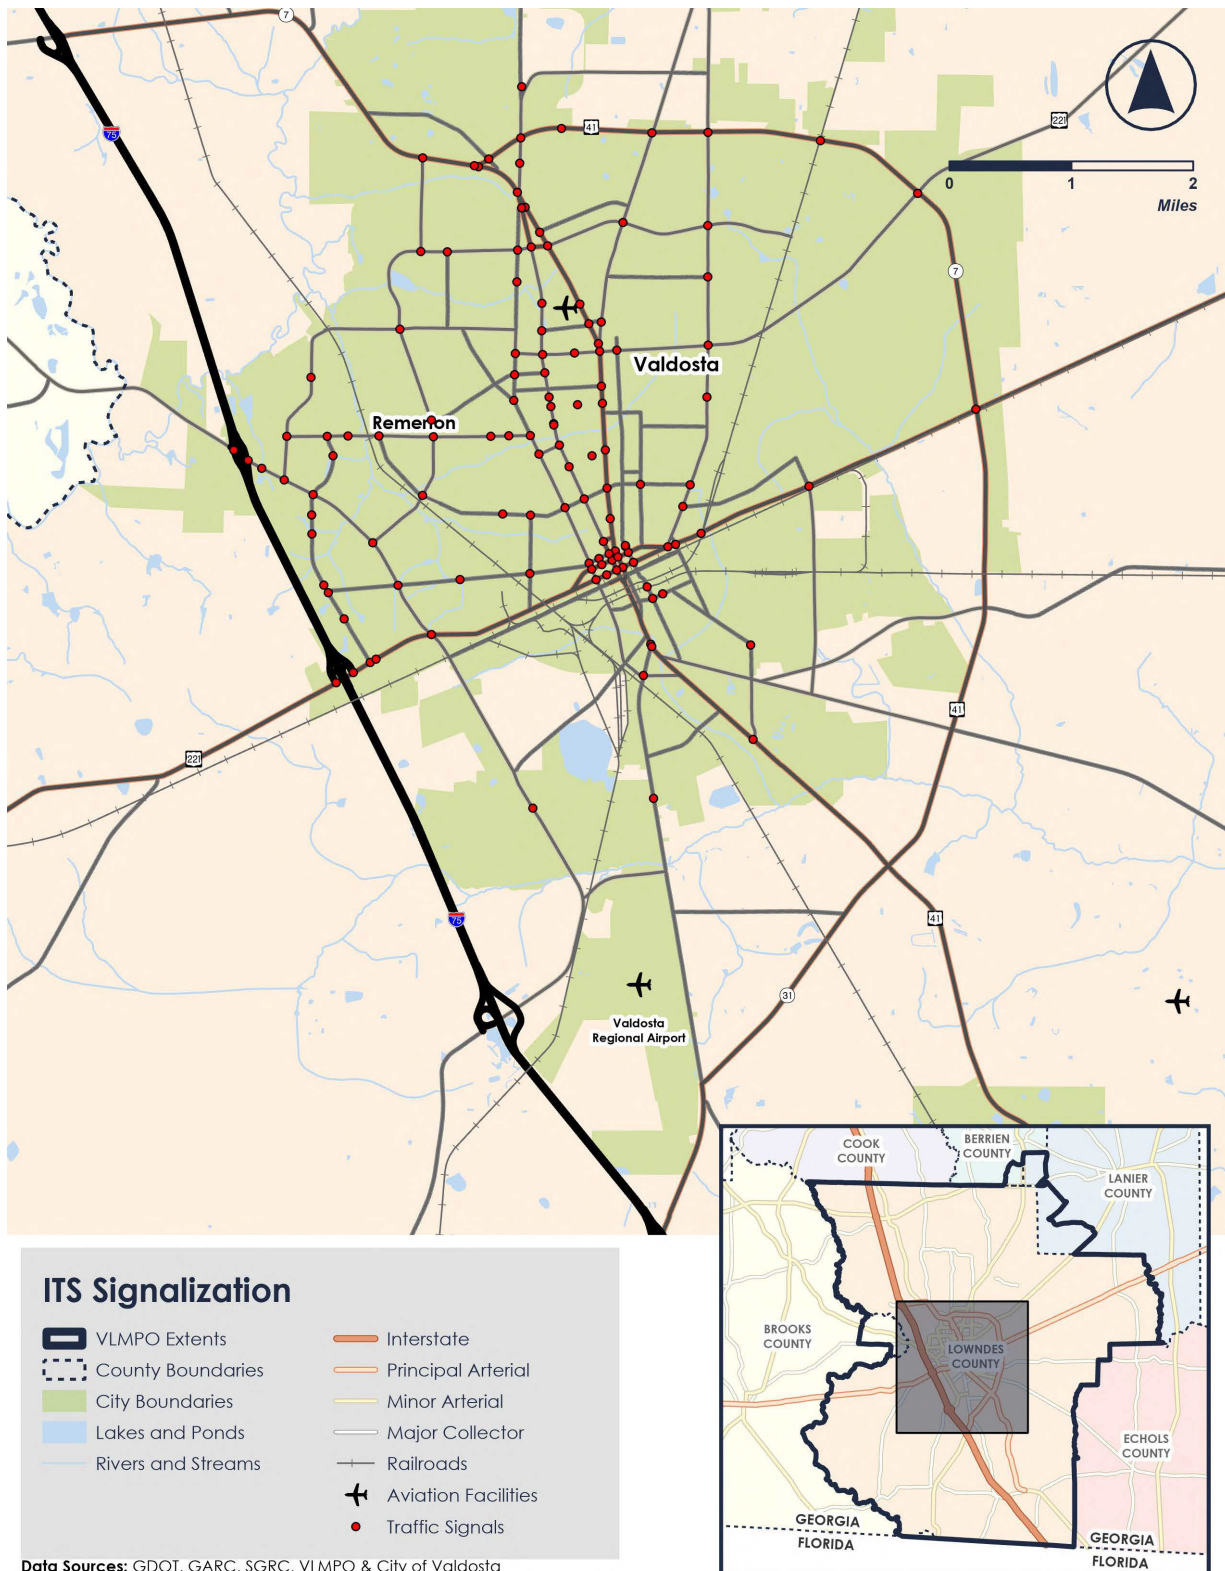 7
41
221
75
0 1 2
Miles
7
Valdosta
Remerton
41
221
75
41
31
Valdosta
Regional Airport
COOK
COUNTY
BERRIEN
COUNTY
LANIER
COUNTY
BROOKS
COUNTY
LOWNDES
COUNTY
ECHOLS
COUNTY
GEORGIA
FLORIDA
GEORGIA
FLORIDA
ITS Signalization
VLMPO Extents
County Boundaries
City Boundaries
Lakes and Ponds
Rivers and Streams
Interstate
Principal Arterial
Minor Arterial
Major Collector
Railroads
Aviation Facilities
Traffic Signals
Data Sources: GDOT, GARC, SGRC, VLMPO & City of Valdosta